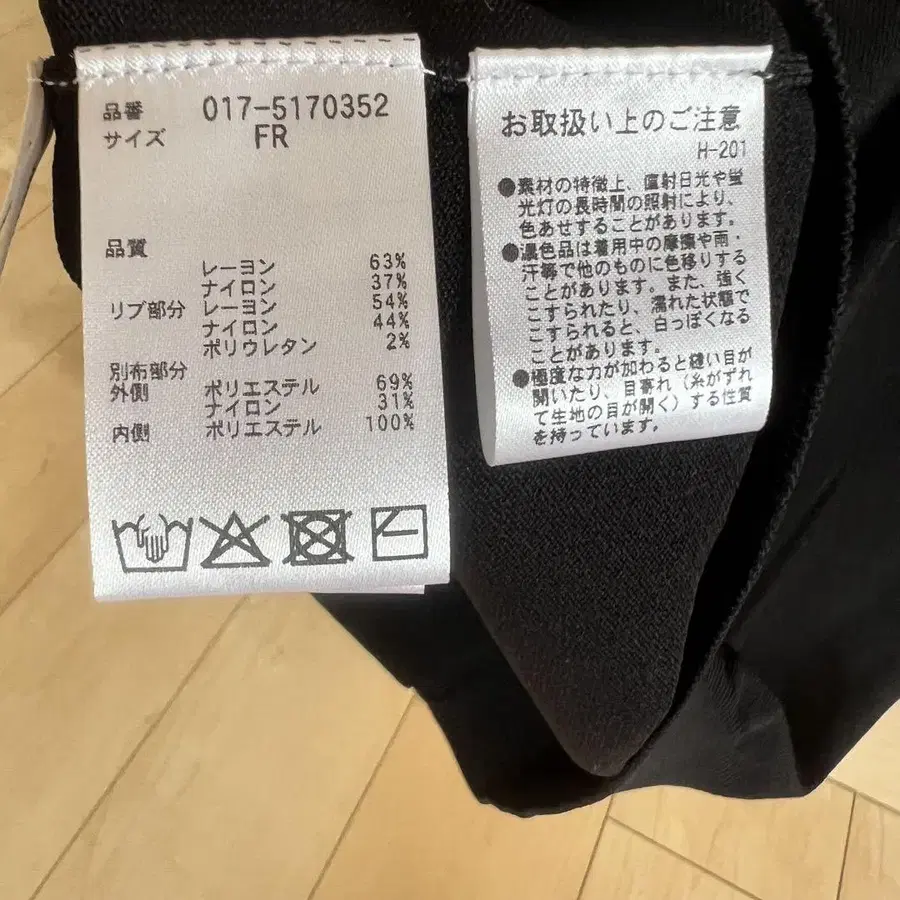 品番 017-5170352
サイズ FR
品質
レーヨン 63%
ナイロン 37%
リブ部分 レーヨン 54%
ナイロン 44%
ポリウレタン 2%
別布部分
外側 ポリエステル 69%
ナイロン 31%
内側 ポリエステル 100%
お取扱い上のご注意
H-201
●素材の特徴上、直射日光や蛍
光灯の長時間の照射により、
色あせすることがあります。
●濃色品は着用中の摩擦や雨・
汗等で他のものに色移りする
ことがあります。また、強く
こすられたり、濡れた状態で
こすられると、白っぽくなる
ことがあります。
●極度な力が加わると縫い目が
開いたり、目寄れ(糸がずれ
て生地の目が開く)する性質
を持っています。